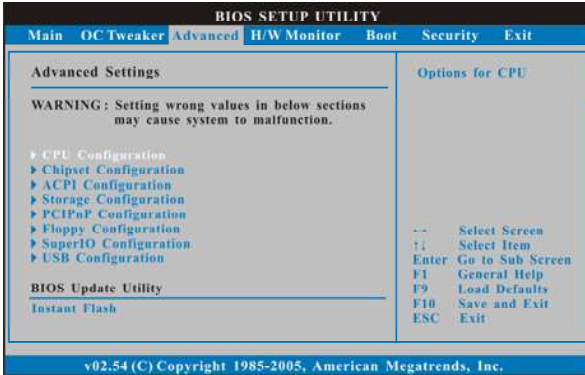 BIOS SETUP UTILITY
Main OC Tweaker Advanced H/W Monitor Boot Security Exit
Advanced Settings
WARNING : Setting wrong values in below sections
may cause system to malfunction.
CPU Configuration
Chipset Configuration
ACPI Configuration
Storage Configuration
PCIPnP Configuration
Floppy Configuration
SuperIO Configuration
USB Configuration
BIOS Update Utility
Instant Flash
Options for CPU
←→ Select Screen
↑↓ Select Item
Enter Go to Sub Screen
F1 General Help
F9 Load Defaults
F10 Save and Exit
ESC Exit
v02.54 (C) Copyright 1985-2005, American Megatrends, Inc.